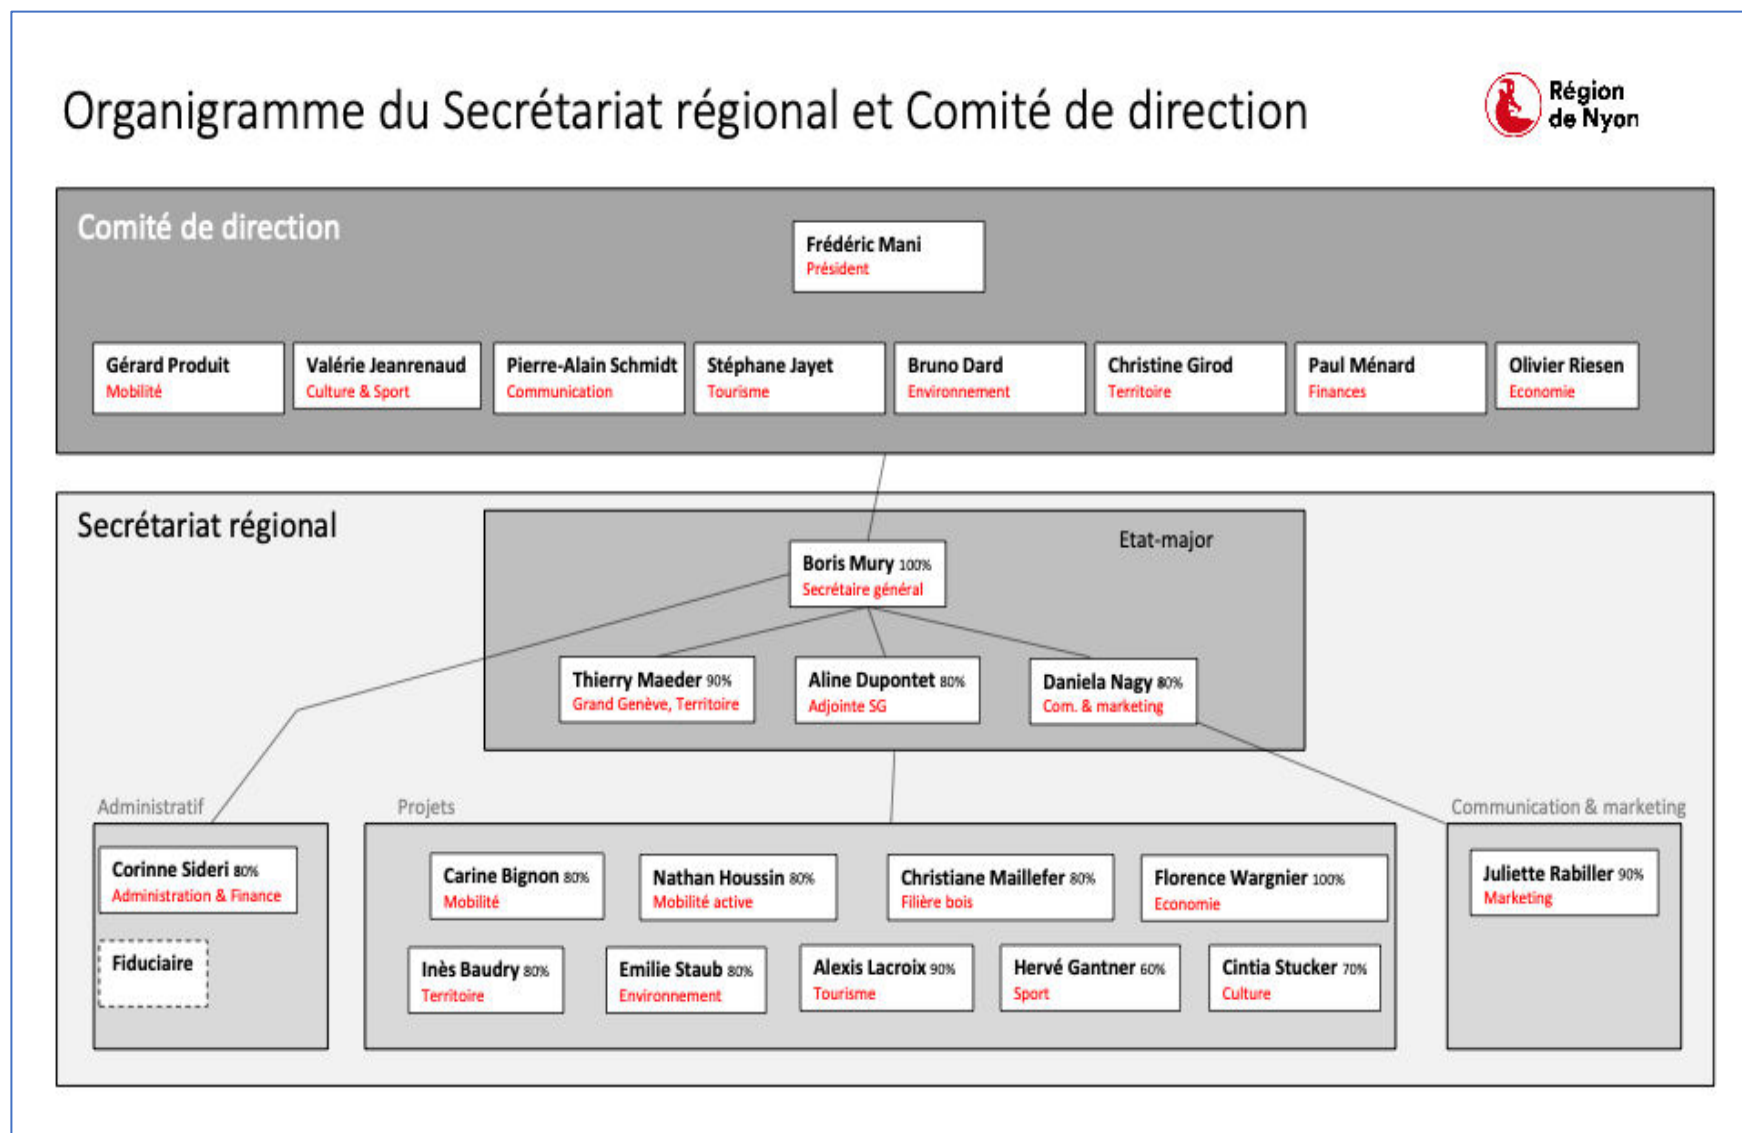 Organigramme du Secrétariat régional et Comité de direction
Région
de Nyon
Comité de direction
Frédéric Mani
Président
Gérard Produit
Mobilité
Valérie Jeanrenaud
Culture & Sport
Pierre-Alain Schmidt
Communication
Stéphane Jayet
Tourisme
Bruno Dard
Environnement
Christine Girod
Territoire
Paul Ménard
Finances
Olivier Riesen
Economie
Secrétariat régional
Etat-major
Boris Mury 100%
Secrétaire général
Thierry Maeder 90%
Grand Genève, Territoire
Aline Dupontet 80%
Adjointe SG
Daniela Nagy 80%
Com. & marketing
Administratif
Corinne Sideri 80%
Administration & Finance
Fiduciaire
Projets
Carine Bignon 80%
Mobilité
Nathan Houssin 80%
Mobilité active
Christiane Maillefer 80%
Filière bois
Florence Wargnier 100%
Economie
Inès Baudry 80%
Territoire
Emilie Staub 80%
Environnement
Alexis Lacroix 90%
Tourisme
Hervé Gantner 60%
Sport
Cintia Stucker 70%
Culture
Communication & marketing
Juliette Rabiller 90%
Marketing